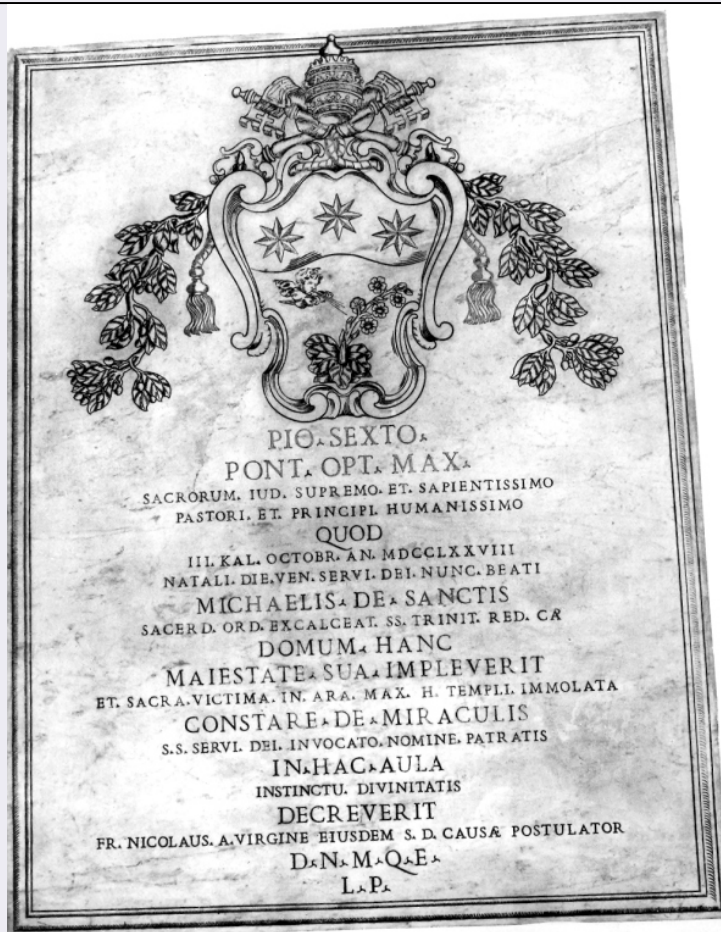 PIO. SEXTO.
PONT. OPT. MAX.
SACRORUM. IUD. SUPREMO. ET. SAPIENTISSIMO
PASTORI. ET. PRINCIPI. HUMANISSIMO
QUOD
III. KAL. OCTOBR. AN. MDCCLXXVIII
NATALI. DIE. VEN. SERVI. DEI. NUNC. BEATI
MICHAELIS. DE. SANCTIS
SACERD. ORD. EXCALCEAT. SS. TRINIT. RED. CÆ
DOMUM. HANC
MAIESTATE. SUA. IMPLEVERIT
ET. SACRA. VICTIMA. IN. ARA. MAX. H. TEMPLI. IMMOLATA
CONSTARE. DE. MIRACULIS
S.S. SERVI. DEI. INVOCATO. NOMINE. PATRATIS
IN. HAC. AULA
INSTINCTU. DIVINITATIS
DECREVERIT
FR. NICOLAUS. A. VIRGINE EIUSDEM S. D. CAUSÆ POSTULATOR
D. N. M. Q. E.
L. P.